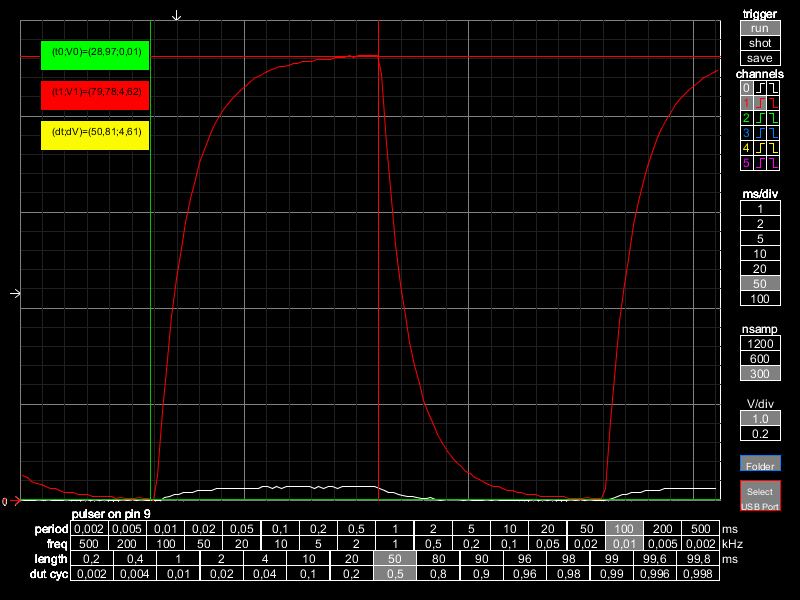 trigger
run
shot
save
channels
0
1
2
3
4
5
(t0;V0)=(28,97;0,01)
(t1;V1)=(79,78;4,62)
(dt;dV)=(50,81;4,61)
ms/div
1
2
5
10
20
50
100
nsamp
1200
600
300
V/div
1.0
0.2
Folder
Select
USB Port
0
pulser on pin 9
period 0,002 0,005 0,01 0,02 0,05 0,1 0,2 0,5 1 2 5 10 20 50 100 200 500 ms
freq 500 200 100 50 20 10 5 2 1 0,5 0,2 0,1 0,05 0,02 0,01 0,005 0,002 kHz
length 0,2 0,4 1 2 4 10 20 50 80 90 96 98 99 99,6 99,8 ms
dut cyc 0,002 0,004 0,01 0,02 0,04 0,1 0,2 0,5 0,8 0,9 0,96 0,98 0,99 0,996 0,998